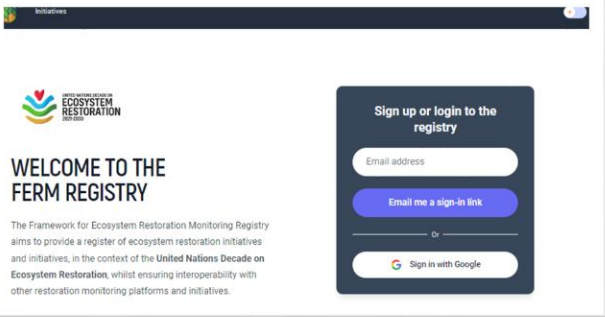 Initiatives
UNITED NATIONS DECADE ON
ECOSYSTEM
RESTORATION
2021-2030
WELCOME TO THE
FERM REGISTRY
The Framework for Ecosystem Restoration Monitoring Registry
aims to provide a register of ecosystem restoration initiatives
and initiatives, in the context of the United Nations Decade on
Ecosystem Restoration, whilst ensuring interoperability with
other restoration monitoring platforms and initiatives.
Sign up or login to the
registry
Email address
Email me a sign-in link
Or
Sign in with Google